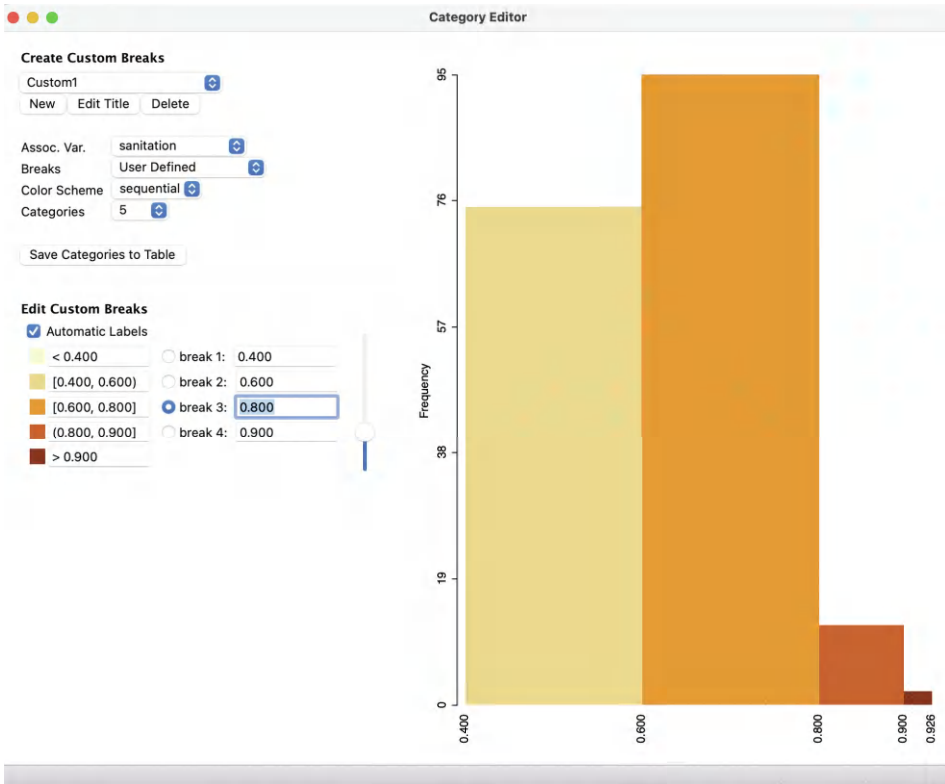 Category Editor
Create Custom Breaks
Custom1
New Edit Title Delete
Assoc. Var. sanitation
Breaks User Defined
Color Scheme sequential
Categories 5
Save Categories to Table
Edit Custom Breaks
Automatic Labels
< 0.400 break 1: 0.400
[0.400, 0.600) break 2: 0.600
[0.600, 0.800] break 3: 0.800
(0.800, 0.900] break 4: 0.900
> 0.900
Frequency
95
76
57
38
19
0
0.400 0.600 0.800 0.900 0.926